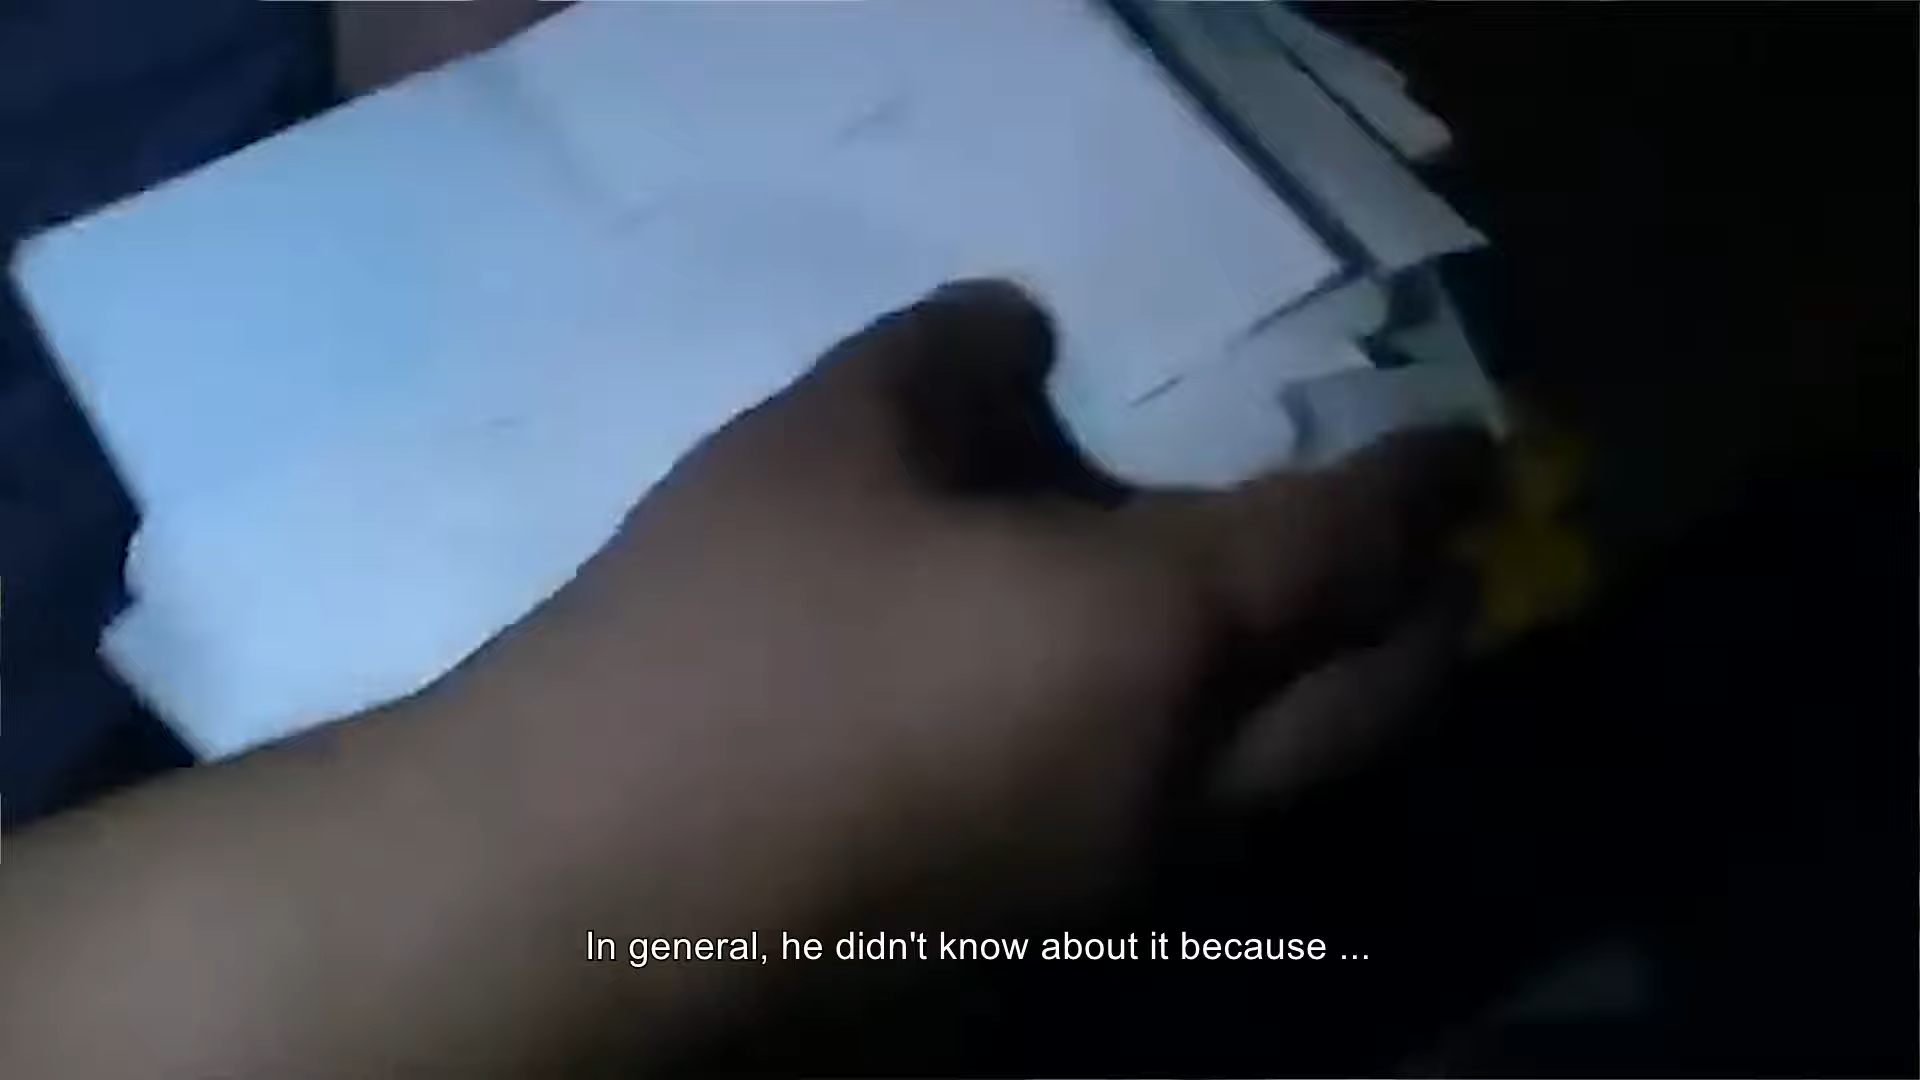 In general, he didn't know about it because ...